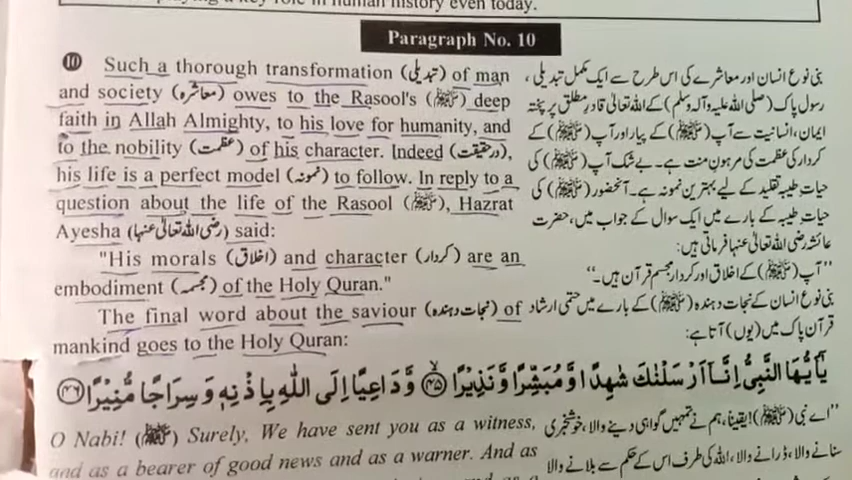 playing a key role in human history even today.
Paragraph No. 10
10 Such a thorough transformation (تبدیلی) of man
and society (معاشرہ) owes to the Rasool's (ﷺ) deep
faith in Allah Almighty, to his love for humanity, and
to the nobility (عظمت) of his character. Indeed (درحقیقت),
his life is a perfect model (نمونہ) to follow. In reply to a
question about the life of the Rasool (ﷺ), Hazrat
Ayesha (رضی اللہ تعالیٰ عنہا) said:
"His morals (اخلاق) and character (کردار) are an
embodiment (مجسمہ) of the Holy Quran."
The final word about the saviour (نجات دہندہ) of
mankind goes to the Holy Quran:
بنی نوع انسان اور معاشرے کی اس طرح سے ایک مکمل تبدیلی،
رسول پاک (صلی اللہ علیہ وآلہ وسلم) کے اللہ تعالیٰ قادرِ مطلق پر پختہ
ایمان، انسانیت سے آپ (ﷺ) کے پیار اور آپ (ﷺ) کے
کردار کی عظمت کی مرہونِ منت ہے۔ بے شک آپ (ﷺ) کی
حیاتِ طیبہ تقلید کے لیے بہترین نمونہ ہے۔ آنحضور (ﷺ) کی
حیاتِ طیبہ کے بارے میں ایک سوال کے جواب میں، حضرت
عائشہ رضی اللہ تعالیٰ عنہا فرماتی ہیں:
”آپ (ﷺ) کے اخلاق اور کردار مجسم قرآن ہیں۔“
بنی نوع انسان کے نجات دہندہ (ﷺ) کے بارے میں حتمی ارشاد
قرآن پاک میں (یوں) آتا ہے:
يٰٓاَيُّهَا النَّبِيُّ اِنَّآ اَرْسَلْنٰكَ شٰهِدًا وَّمُبَشِّرًا وَّنَذِيْرًا ۙ﴿۴۵﴾ وَّدَاعِيًا اِلَى اللّٰهِ بِاِذْنِهٖ وَسِرَاجًا مُّنِيْرًا ﴿۴۶﴾
O Nabi! (ﷺ) Surely, We have sent you as a witness,
and as a bearer of good news and as a warner. And as
”اے نبی (ﷺ)! یقیناً، ہم نے تمہیں گواہی دینے والا، خوشخبری
سنانے والا، ڈرانے والا، اللہ کی طرف اس کے حکم سے بلانے والا